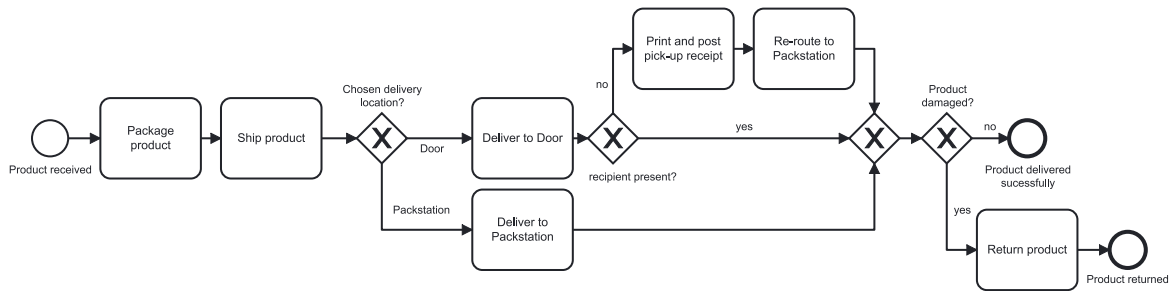 Product received
Package
product
Ship product
Chosen delivery
location?
Door
Packstation
Deliver to Door
Deliver to
Packstation
recipient present?
no
yes
Print and post
pick-up receipt
Re-route to
Packstation
Product
damaged?
no
Product delivered
sucessfully
yes
Return product
Product returned